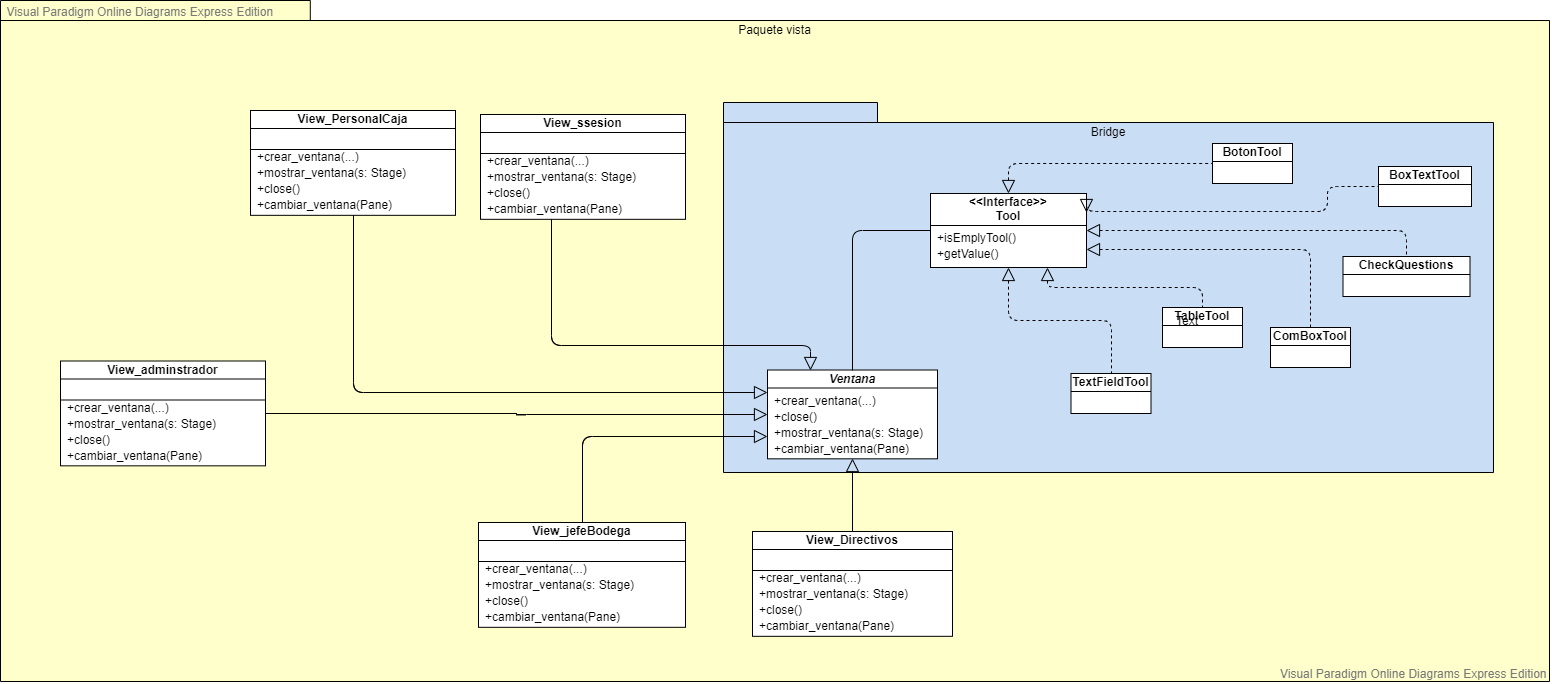 Visual Paradigm Online Diagrams Express Edition
Paquete vista
View_PersonalCaja
+crear_ventana(...)
+mostrar_ventana(s: Stage)
+close()
+cambiar_ventana(Pane)
View_ssesion
+crear_ventana(...)
+mostrar_ventana(s: Stage)
+close()
+cambiar_ventana(Pane)
Bridge
BotonTool
BoxTextTool
<<Interface>>
Tool
+isEmplyTool()
+getValue()
CheckQuestions
TableTool
Text
ComBoxTool
TextFieldTool
View_adminstrador
+crear_ventana(...)
+mostrar_ventana(s: Stage)
+close()
+cambiar_ventana(Pane)
Ventana
+crear_ventana(...)
+close()
+mostrar_ventana(s: Stage)
+cambiar_ventana(Pane)
View_jefeBodega
+crear_ventana(...)
+mostrar_ventana(s: Stage)
+close()
+cambiar_ventana(Pane)
View_Directivos
+crear_ventana(...)
+mostrar_ventana(s: Stage)
+close()
+cambiar_ventana(Pane)
Visual Paradigm Online Diagrams Express Edition